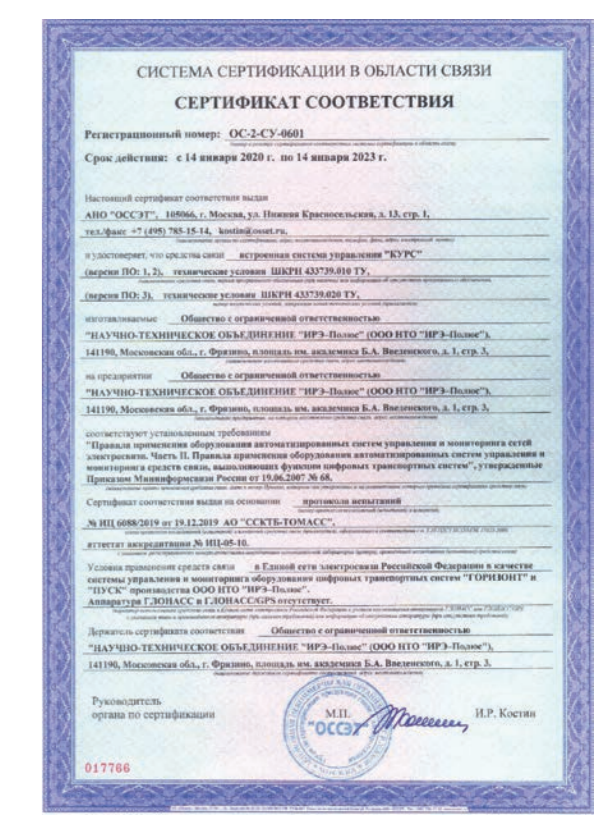 СИСТЕМА СЕРТИФИКАЦИИ В ОБЛАСТИ СВЯЗИ
СЕРТИФИКАТ СООТВЕТСТВИЯ
Регистрационный номер: ОС-2-СУ-0601
Срок действия: с 14 января 2020 г. по 14 января 2023 г.
Настоящий сертификат соответствия выдан
АНО "ОССЭТ", 105066, г. Москва, ул. Нижняя Красносельская, д. 13, стр. 1,
тел./факс +7 (495) 785-15-14, kostin@osset.ru,
и удостоверяет, что средства связи встроенная система управления "КУРС"
(версии ПО: 1, 2), технические условия ШКРН 433739.010 ТУ,
(версия ПО: 3), технические условия ШКРН 433739.020 ТУ,
изготавливаемые Общество с ограниченной ответственностью
"НАУЧНО-ТЕХНИЧЕСКОЕ ОБЪЕДИНЕНИЕ "ИРЭ-Полюс" (ООО НТО "ИРЭ-Полюс"),
141190, Московская обл., г. Фрязино, площадь им. академика Б.А. Введенского, д. 1, стр. 3,
на предприятии Общество с ограниченной ответственностью
"НАУЧНО-ТЕХНИЧЕСКОЕ ОБЪЕДИНЕНИЕ "ИРЭ-Полюс" (ООО НТО "ИРЭ-Полюс"),
141190, Московская обл., г. Фрязино, площадь им. академика Б.А. Введенского, д. 1, стр. 3,
соответствуют установленным требованиям
"Правила применения оборудования автоматизированных систем управления и мониторинга сетей
электросвязи. Часть II. Правила применения оборудования автоматизированных систем управления и
мониторинга средств связи, выполняющих функции цифровых транспортных систем", утвержденные
Приказом Мининформсвязи России от 19.06.2007 № 68.
Сертификат соответствия выдан на основании протокола испытаний
№ ИЦ 6088/2019 от 19.12.2019 АО "ССКТБ-ТОМАСС",
аттестат аккредитации № ИЦ-05-10.
Условия применения средств связи в Единой сети электросвязи Российской Федерации в качестве
системы управления и мониторинга оборудования цифровых транспортных систем "ГОРИЗОНТ" и
"ПУСК" производства ООО НТО "ИРЭ-Полюс".
Аппаратура ГЛОНАСС и ГЛОНАСС/GPS отсутствует.
Держатель сертификата соответствия Общество с ограниченной ответственностью
"НАУЧНО-ТЕХНИЧЕСКОЕ ОБЪЕДИНЕНИЕ "ИРЭ-Полюс" (ООО НТО "ИРЭ-Полюс"),
141190, Московская обл., г. Фрязино, площадь им. академика Б.А. Введенского, д. 1, стр. 3.
Руководитель
органа по сертификации
М.П.
И.Р. Костин
"ОССЭТ"
017766